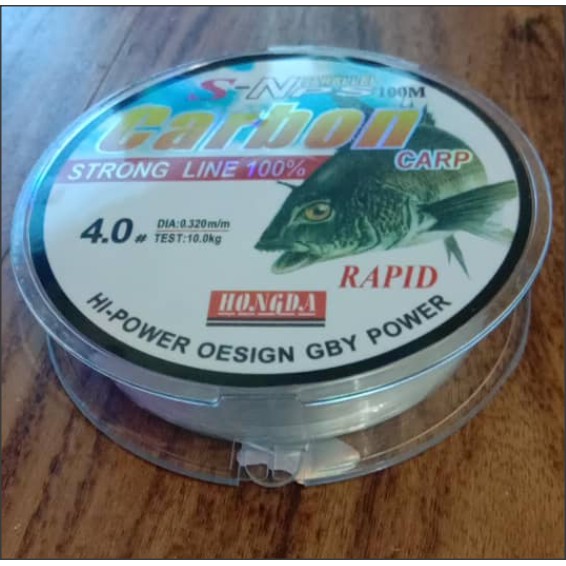 PARALLEL
100M
Carbon
CARP
STRONG LINE 100%
4.0# DIA:0.320m/m
TEST:10.0kg
RAPID
HONGDA
HI-POWER OESIGN GBY POWER